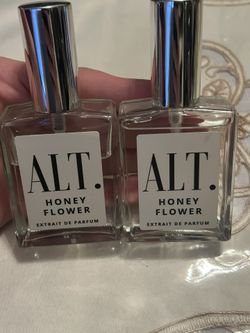 ALT.
HONEY
FLOWER
EXTRAIT DE PARFUM
ALT.
HONEY
FLOWER
EXTRAIT DE PARFUM